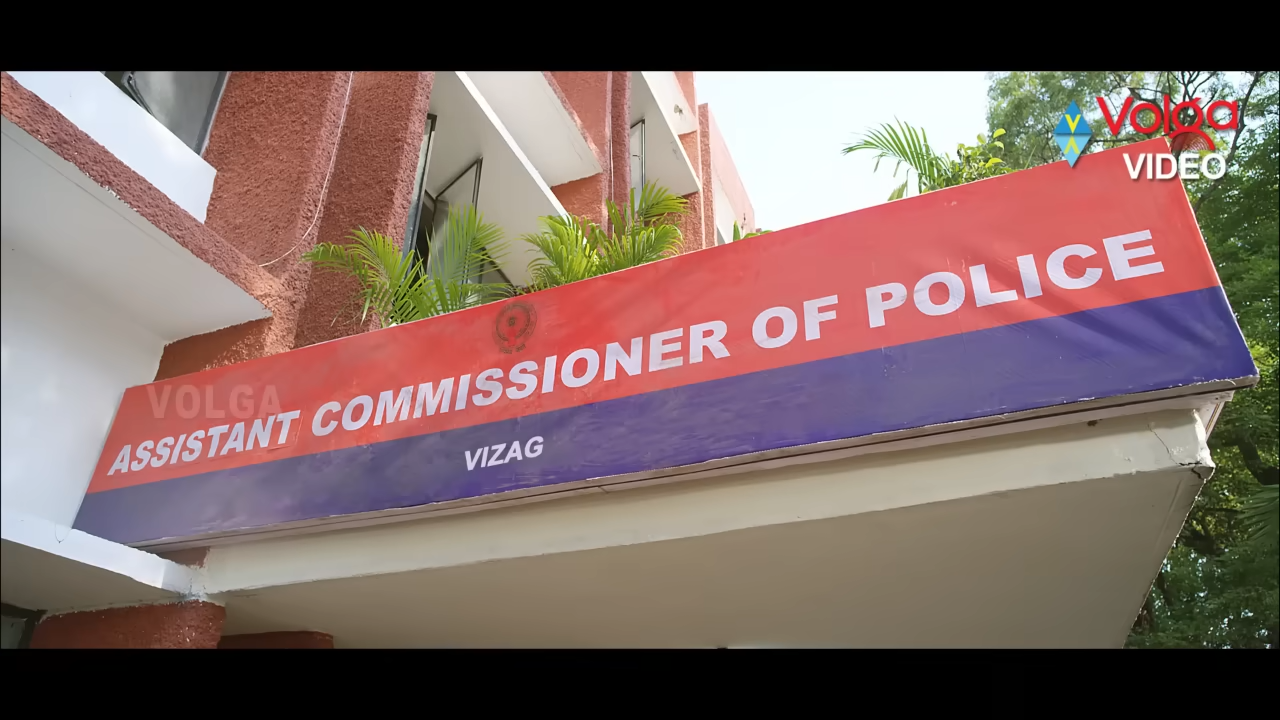 Volga
VIDEO
VOLGA
ASSISTANT COMMISSIONER OF POLICE
VIZAG